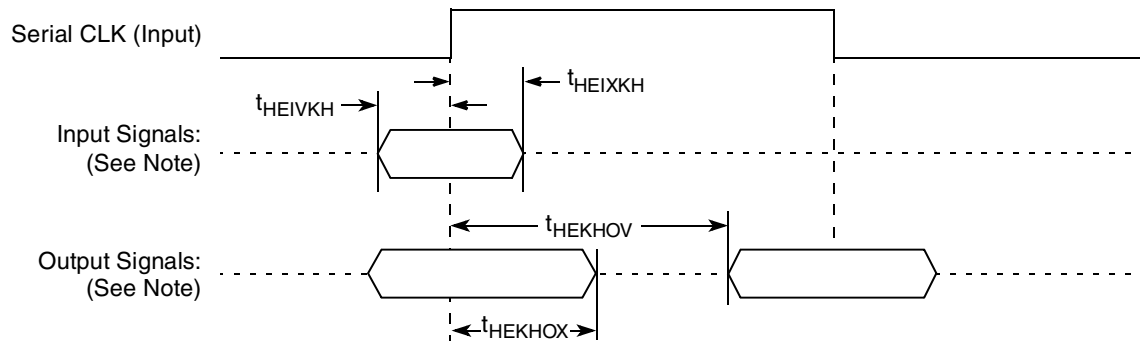 Serial CLK (Input)
tHEIXKH
tHEIVKH
Input Signals:
(See Note)
tHEKHOV
Output Signals:
(See Note)
tHEKHOX